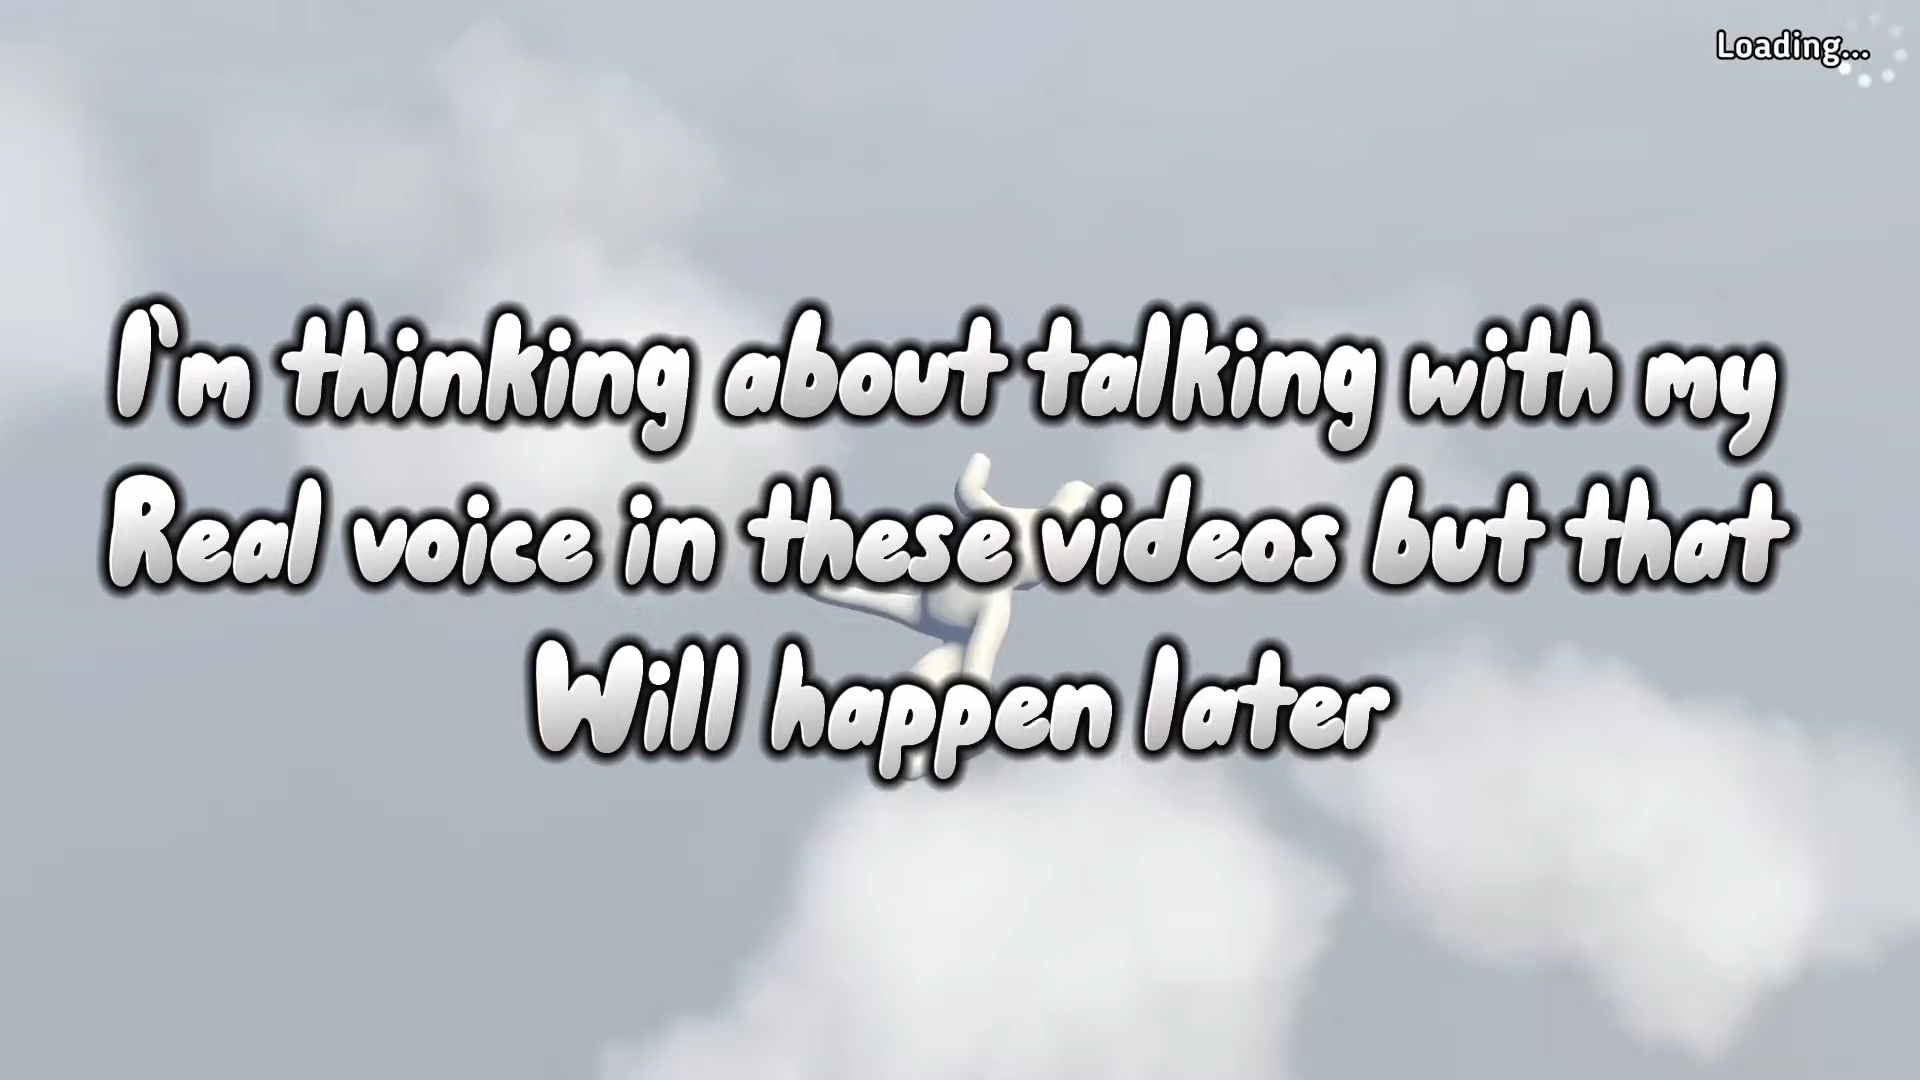 Loading...
I'm thinking about talking with my
Real voice in these videos but that
Will happen later